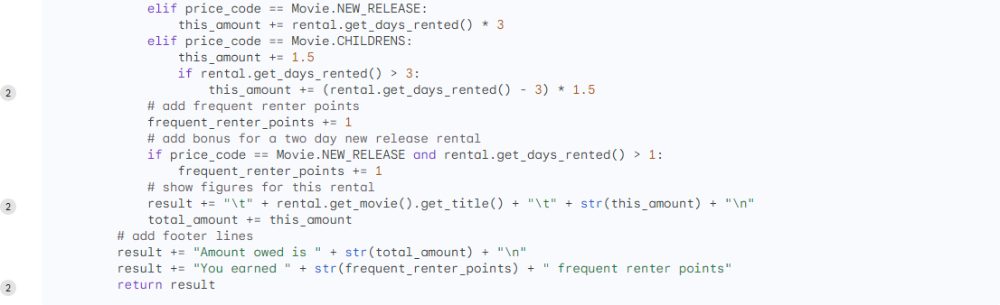 elif price_code == Movie.NEW_RELEASE:
this_amount += rental.get_days_rented() * 3
elif price_code == Movie.CHILDRENS:
this_amount += 1.5
if rental.get_days_rented() > 3:
2 this_amount += (rental.get_days_rented() - 3) * 1.5
# add frequent renter points
frequent_renter_points += 1
# add bonus for a two day new release rental
if price_code == Movie.NEW_RELEASE and rental.get_days_rented() > 1:
frequent_renter_points += 1
# show figures for this rental
2 result += "\t" + rental.get_movie().get_title() + "\t" + str(this_amount) + "\n"
total_amount += this_amount
# add footer lines
result += "Amount owed is " + str(total_amount) + "\n"
result += "You earned " + str(frequent_renter_points) + " frequent renter points"
2 return result